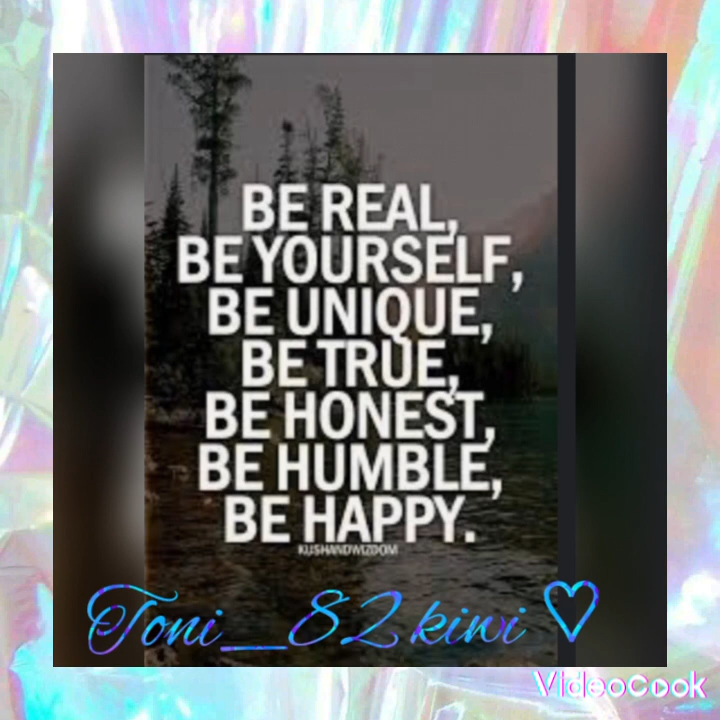 BE REAL,
BE YOURSELF,
BE UNIQUE,
BE TRUE,
BE HONEST,
BE HUMBLE,
BE HAPPY.
KUSHANDWIZDOM
Toni_82 kiwi ♡
VideoCook